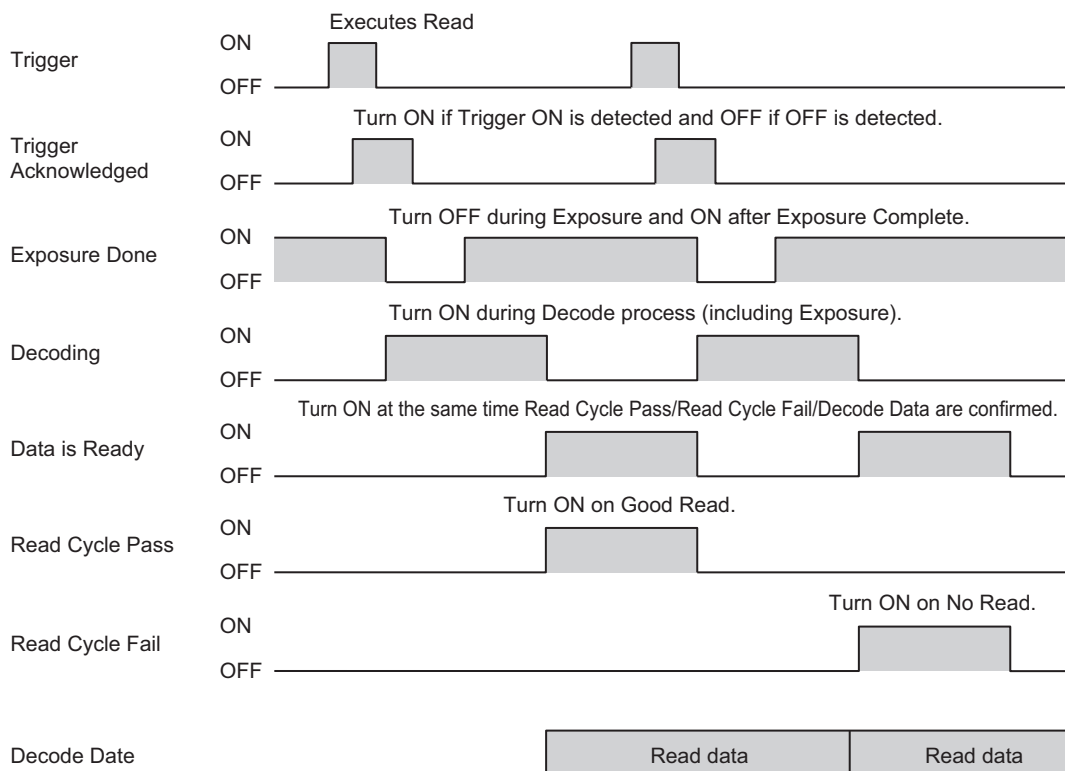 Executes Read
Trigger
ON
OFF
Turn ON if Trigger ON is detected and OFF if OFF is detected.
Trigger
Acknowledged
ON
OFF
Turn OFF during Exposure and ON after Exposure Complete.
Exposure Done
ON
OFF
Turn ON during Decode process (including Exposure).
Decoding
ON
OFF
Turn ON at the same time Read Cycle Pass/Read Cycle Fail/Decode Data are confirmed.
Data is Ready
ON
OFF
Turn ON on Good Read.
Read Cycle Pass
ON
OFF
Turn ON on No Read.
Read Cycle Fail
ON
OFF
Decode Date
Read data
Read data